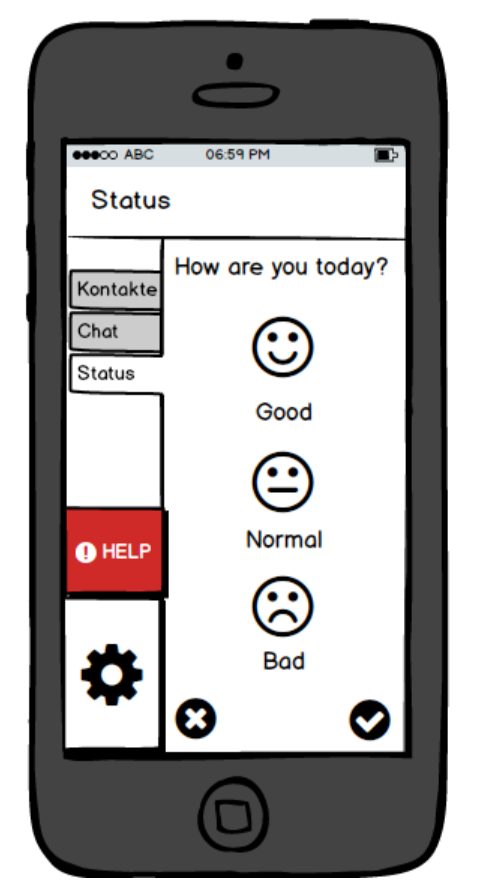 ABC 06:59 PM
Status
How are you today?
Kontakte
Chat
Status
Good
Normal
HELP
Bad